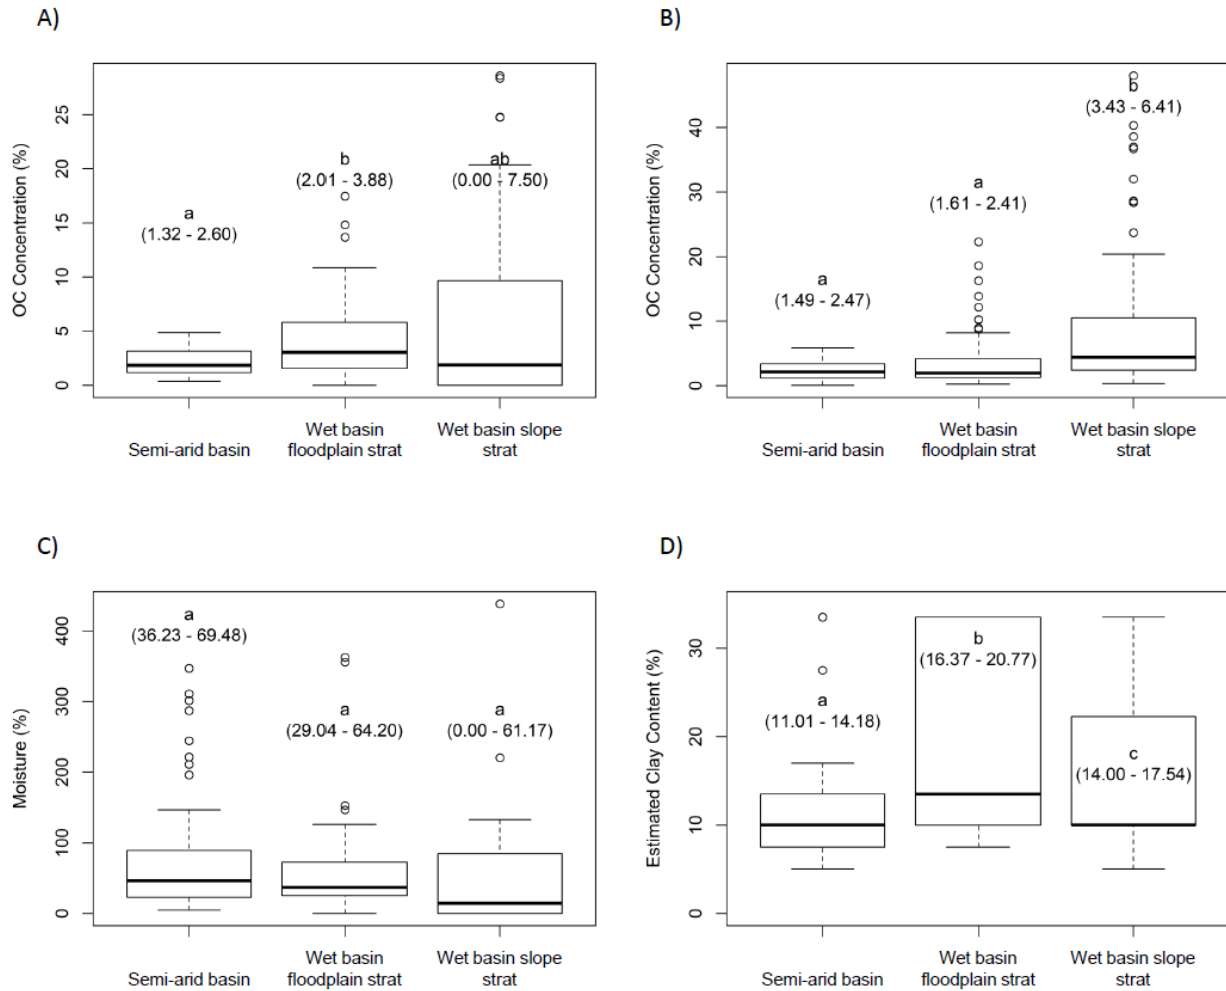 A)
OC Concentration (%)
0
5
10
15
20
25
a
(1.32 - 2.60)
b
(2.01 - 3.88)
ab
(0.00 - 7.50)
Semi-arid basin
Wet basin
floodplain strat
Wet basin slope
strat
B)
OC Concentration (%)
0
10
20
30
40
a
(1.49 - 2.47)
a
(1.61 - 2.41)
b
(3.43 - 6.41)
Semi-arid basin
Wet basin
floodplain strat
Wet basin slope
strat
C)
Moisture (%)
0
100
200
300
400
a
(36.23 - 69.48)
a
(29.04 - 64.20)
a
(0.00 - 61.17)
Semi-arid basin
Wet basin
floodplain strat
Wet basin slope
strat
D)
Estimated Clay Content (%)
0
10
20
30
a
(11.01 - 14.18)
b
(16.37 - 20.77)
c
(14.00 - 17.54)
Semi-arid basin
Wet basin
floodplain strat
Wet basin slope
strat